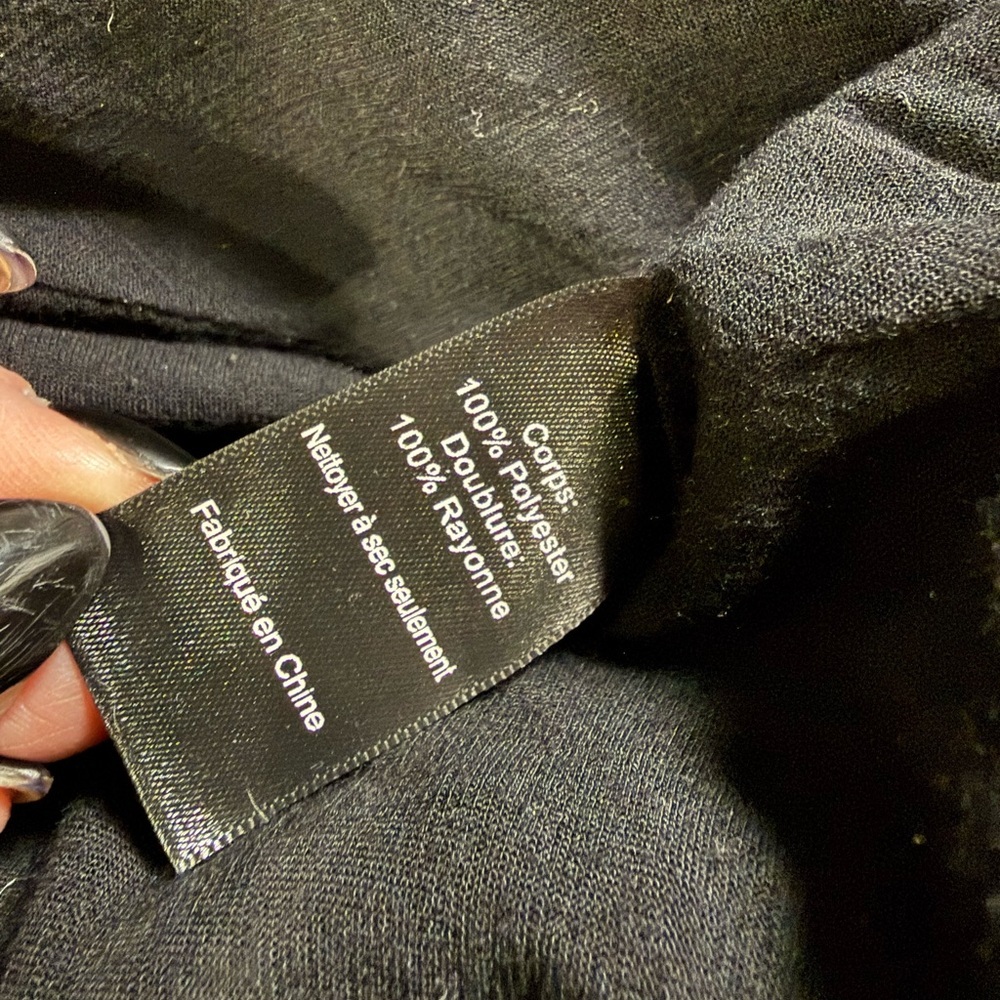 Corps:
100% Polyester
Doublure:
100% Rayonne
Nettoyer à sec seulement
Fabriqué en Chine